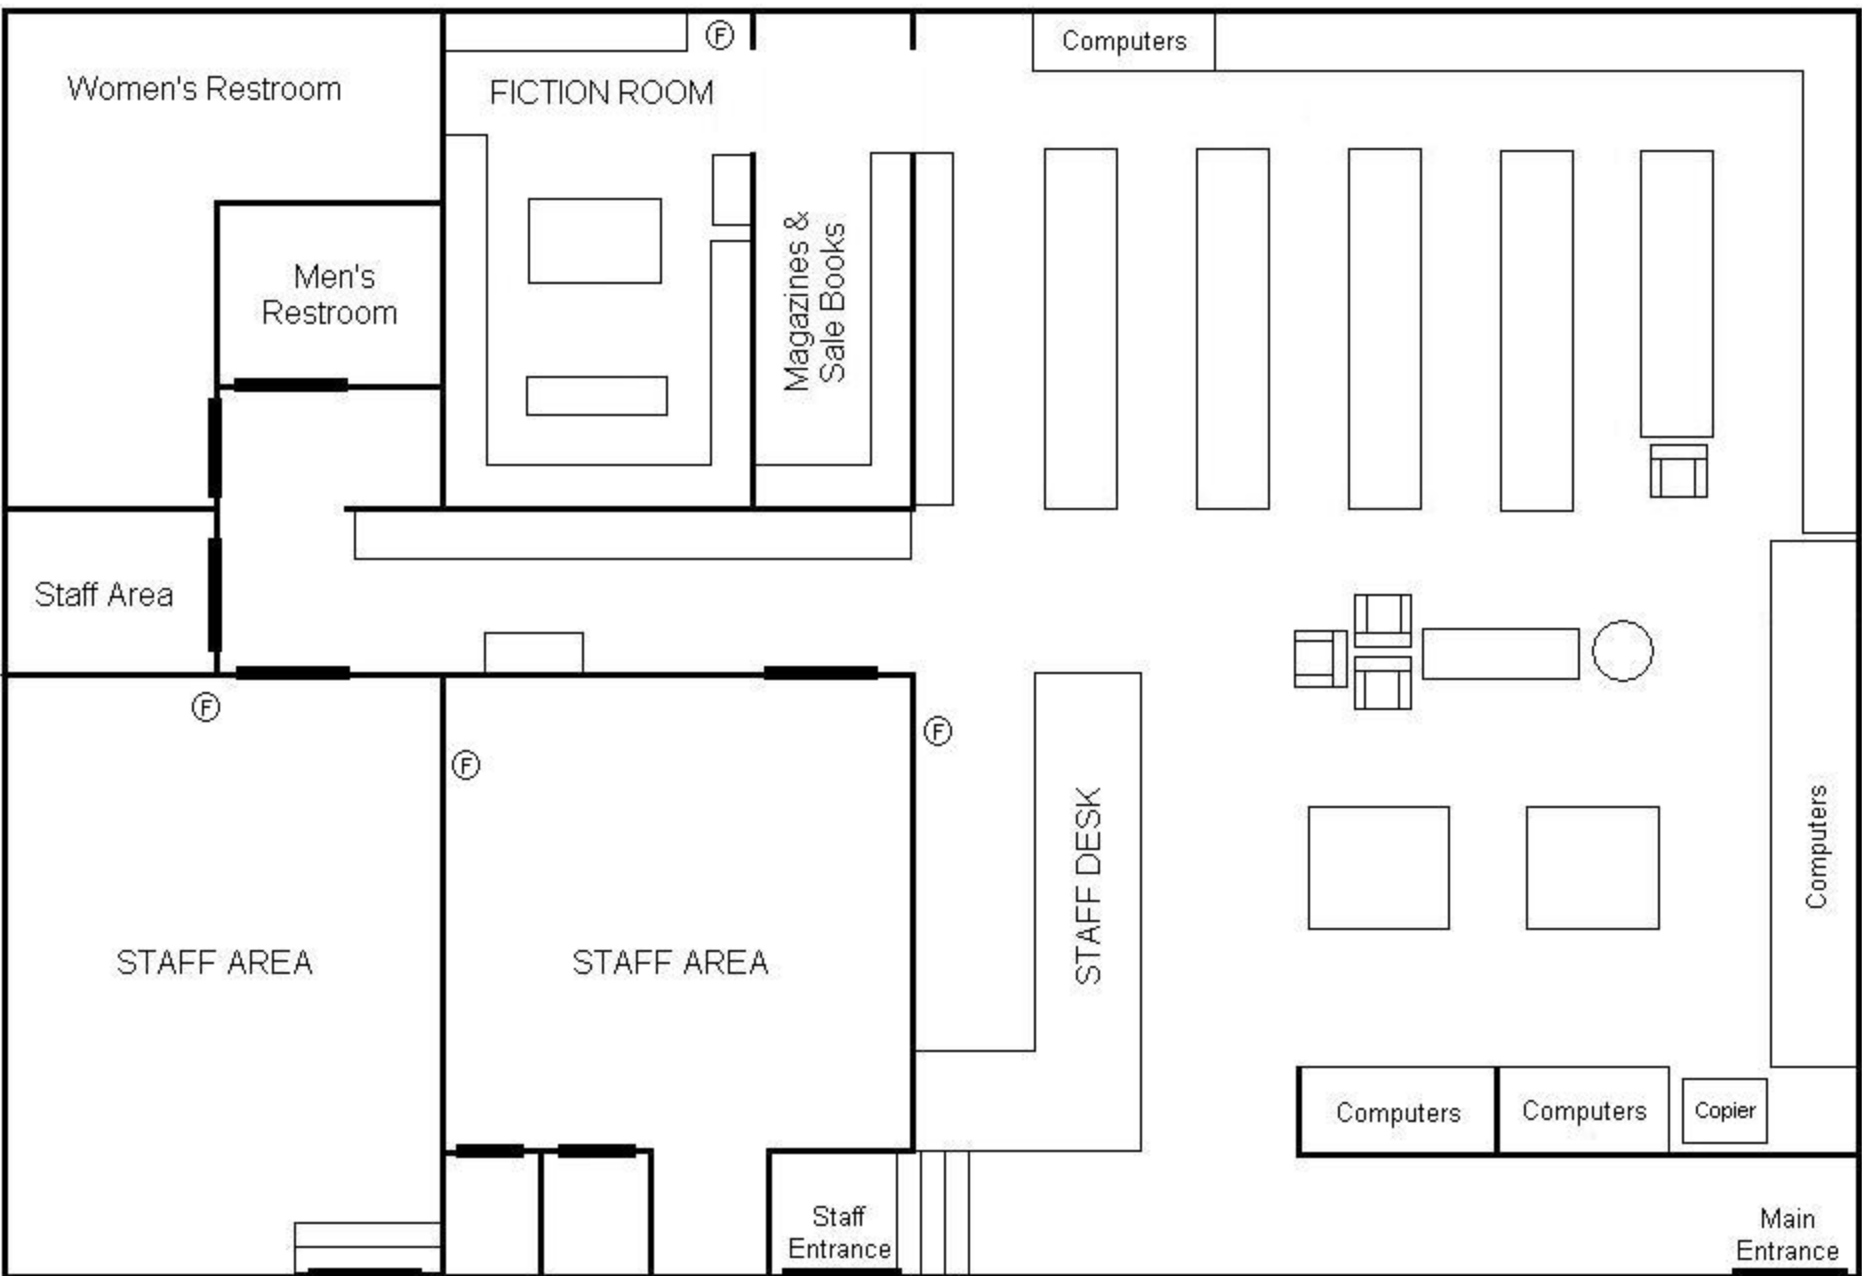 Women's Restroom
FICTION ROOM
F
Computers
Men's
Restroom
Magazines &
Sale Books
Staff Area
F
F
F
STAFF AREA
STAFF AREA
STAFF DESK
Computers
Computers
Computers
Copier
Staff
Entrance
Main
Entrance